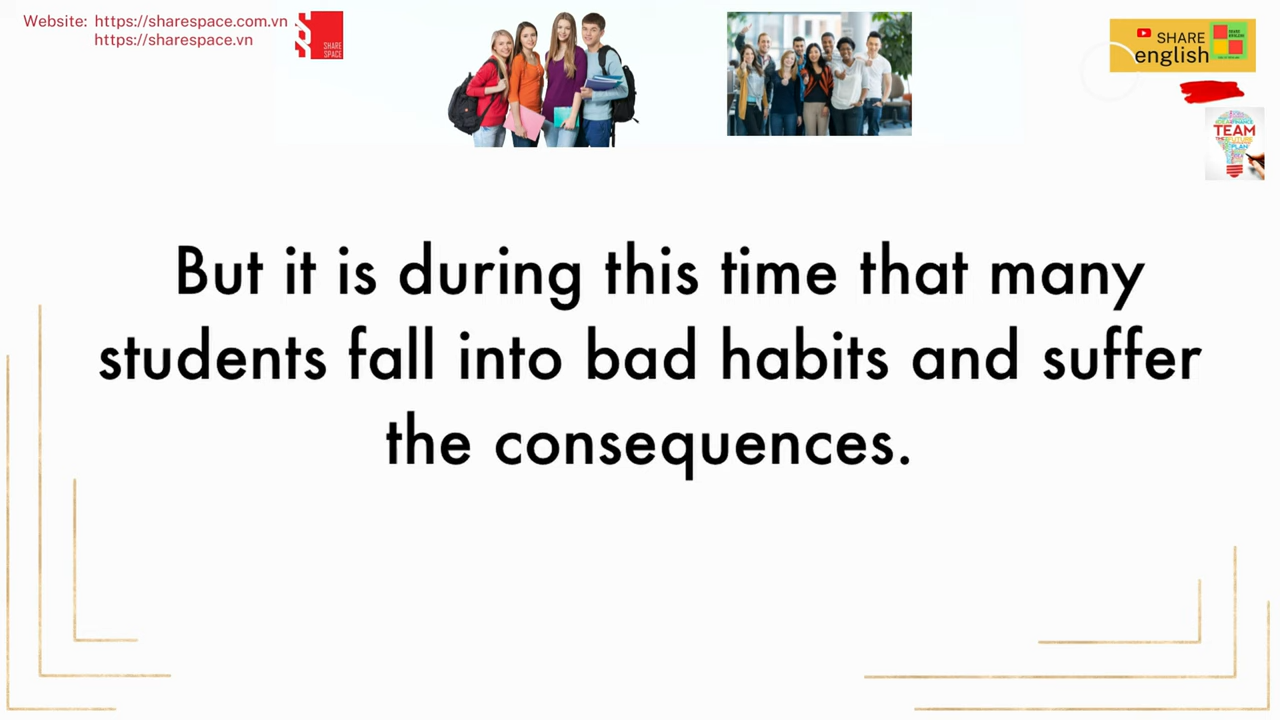 Website: https://sharespace.com.vn
https://sharespace.vn
SHARE
SPACE
SHARE
english
TEAM
PLAN
But it is during this time that many
students fall into bad habits and suffer
the consequences.